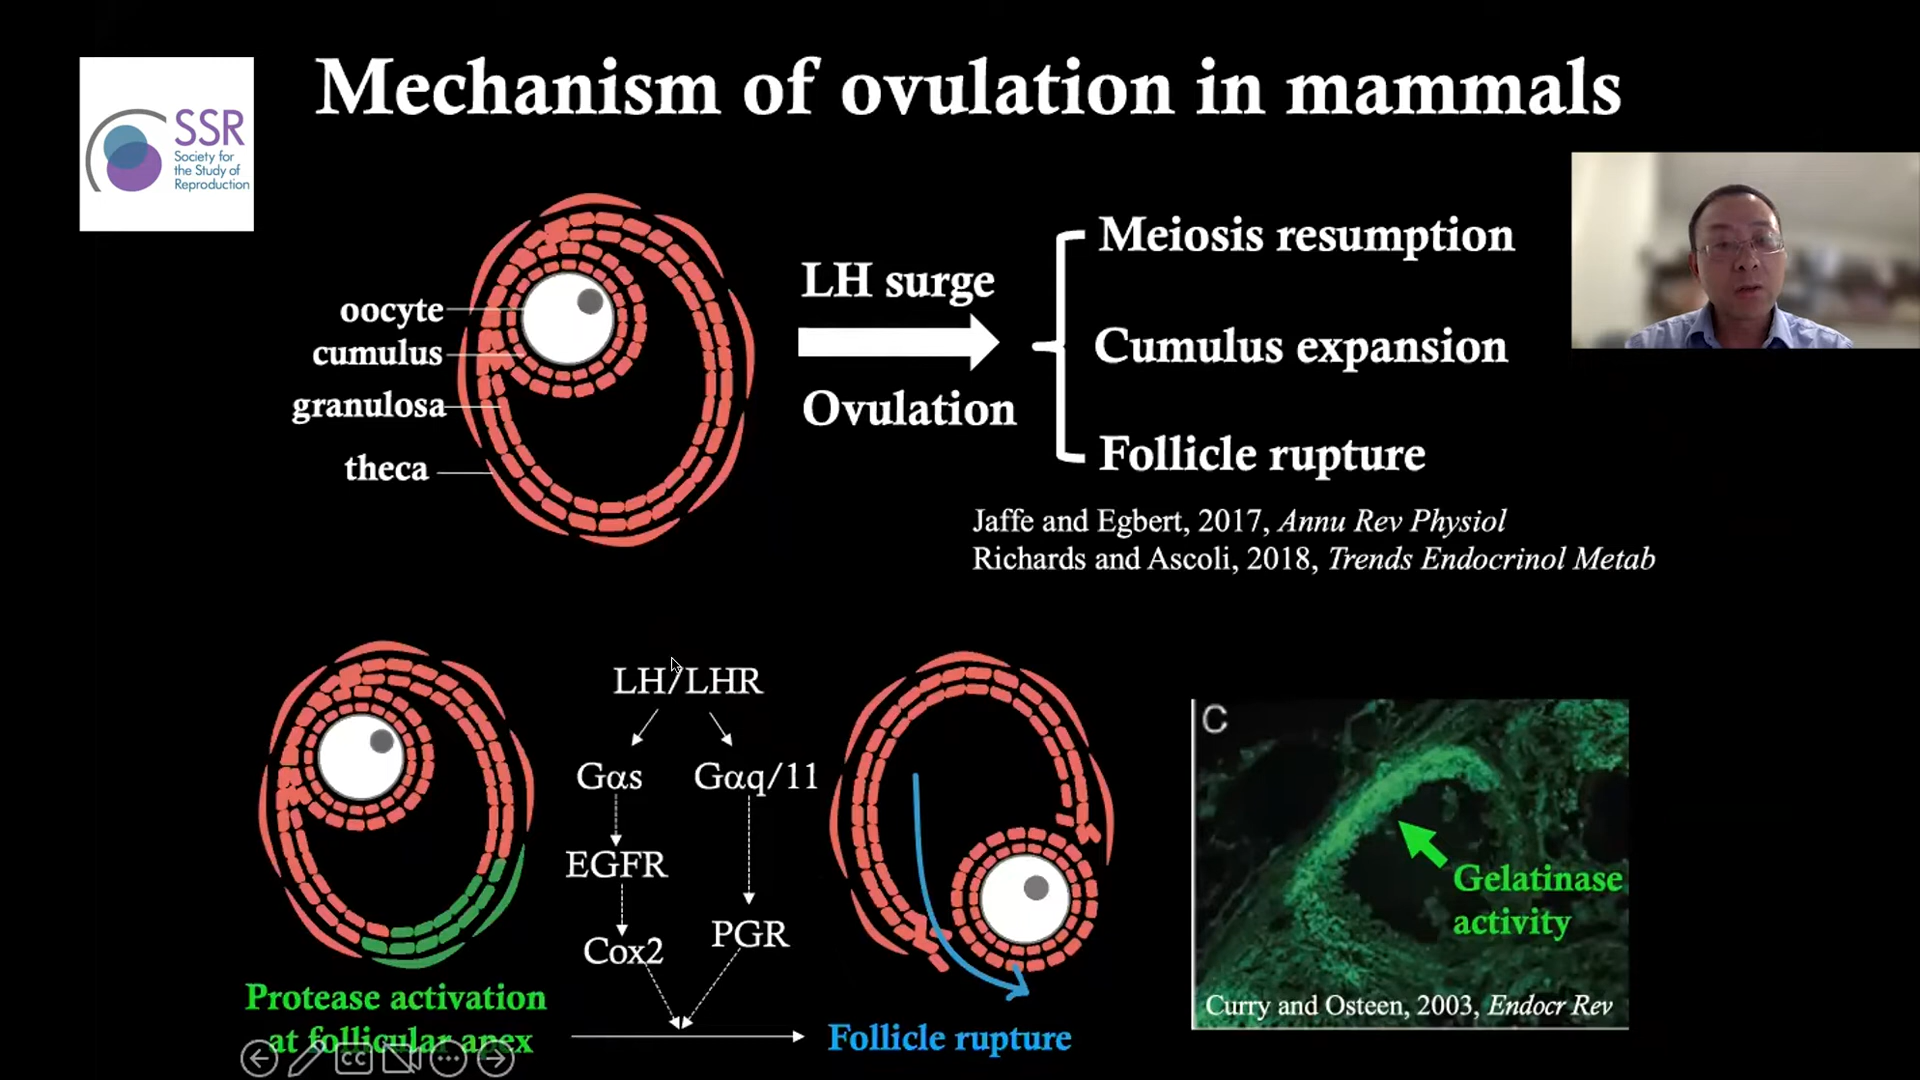 Mechanism of ovulation in mammals
SSR
Society for
the Study of
Reproduction
oocyte
cumulus
granulosa
theca
LH surge
Ovulation
Meiosis resumption
Cumulus expansion
Follicle rupture
Jaffe and Egbert, 2017, Annu Rev Physiol
Richards and Ascoli, 2018, Trends Endocrinol Metab
LH/LHR
Gαs
Gαq/11
EGFR
Cox2
PGR
Protease activation
at follicular apex
Follicle rupture
C
Gelatinase
activity
Curry and Osteen, 2003, Endocr Rev
CC